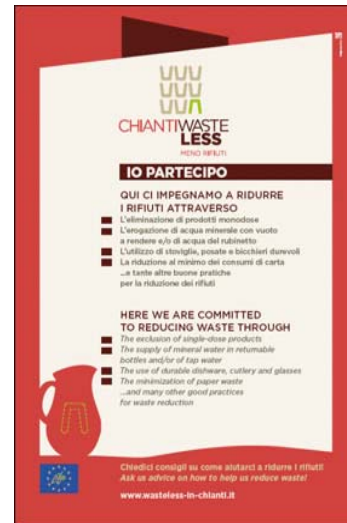 CHIANTIWASTE
LESS
MENO RIFIUTI
IO PARTECIPO
QUI CI IMPEGNAMO A RIDURRE
I RIFIUTI ATTRAVERSO
L'eliminazione di prodotti monodose
L'erogazione di acqua minerale con vuoto
a rendere e/o di acqua del rubinetto
L'utilizzo di stoviglie, posate e bicchieri durevoli
La riduzione al minimo dei consumi di carta
...e tante altre buone pratiche
per la riduzione dei rifiuti
HERE WE ARE COMMITTED
TO REDUCING WASTE THROUGH
The exclusion of single-dose products
The supply of mineral water in returnable
bottles and/or of tap water
The use of durable dishware, cutlery and glasses
The minimization of paper waste
...and many other good practices
for waste reduction
Chiedici consigli su come aiutarci a ridurre i rifiuti!
Ask us advice on how to help us reduce waste!
www.wasteless-in-chianti.it